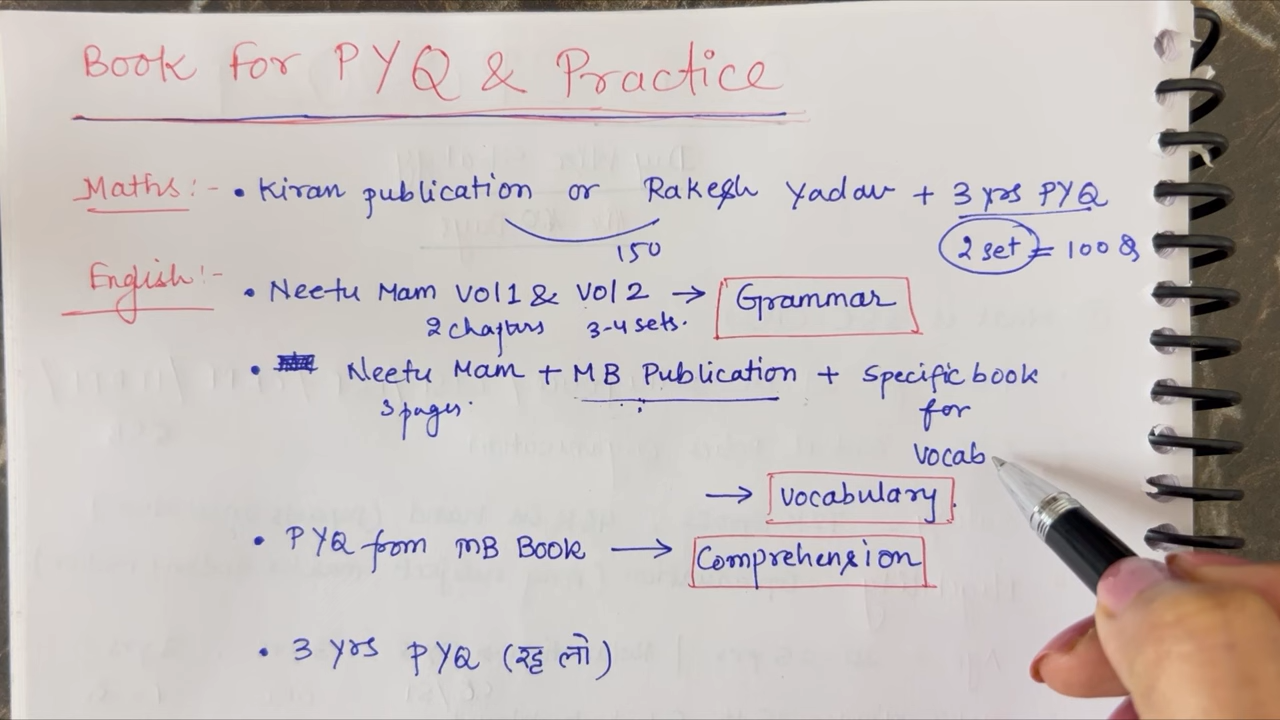 Book for PYQ & Practice
Maths:- • Kiran publication or Rakesh Yadav + 3 yrs PYQ
150
2 set = 100 Q
English:-
• Neetu Mam Vol 1 & Vol 2 → Grammar
2 chapters 3-4 sets.
• Neetu Mam + MB Publication + Specific book
3 pages.
for
vocab
→ Vocabulary.
• PYQ from MB Book → Comprehension
• 3 yrs PYQ (रट लो)